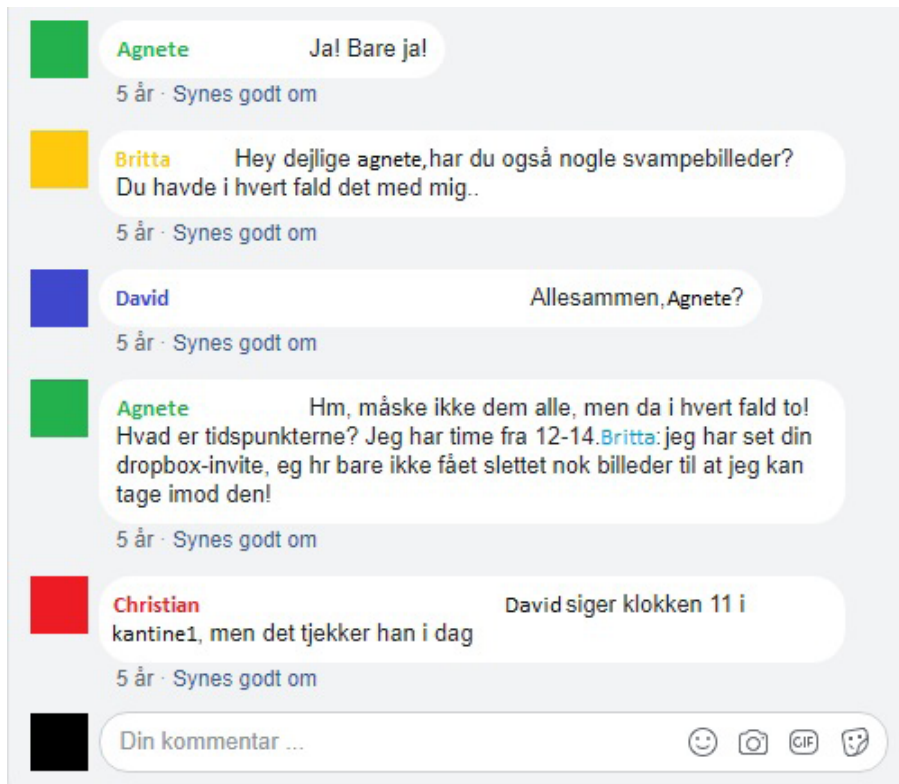 Agnete Ja! Bare ja!
5 år · Synes godt om
Britta Hey dejlige agnete, har du også nogle svampebilleder?
Du havde i hvert fald det med mig..
5 år · Synes godt om
David Allesammen, Agnete?
5 år · Synes godt om
Agnete Hm, måske ikke dem alle, men da i hvert fald to!
Hvad er tidspunkterne? Jeg har time fra 12-14. Britta: jeg har set din
dropbox-invite, eg hr bare ikke fået slettet nok billeder til at jeg kan
tage imod den!
5 år · Synes godt om
Christian David siger klokken 11 i
kantine1, men det tjekker han i dag
5 år · Synes godt om
Din kommentar ...
GIF